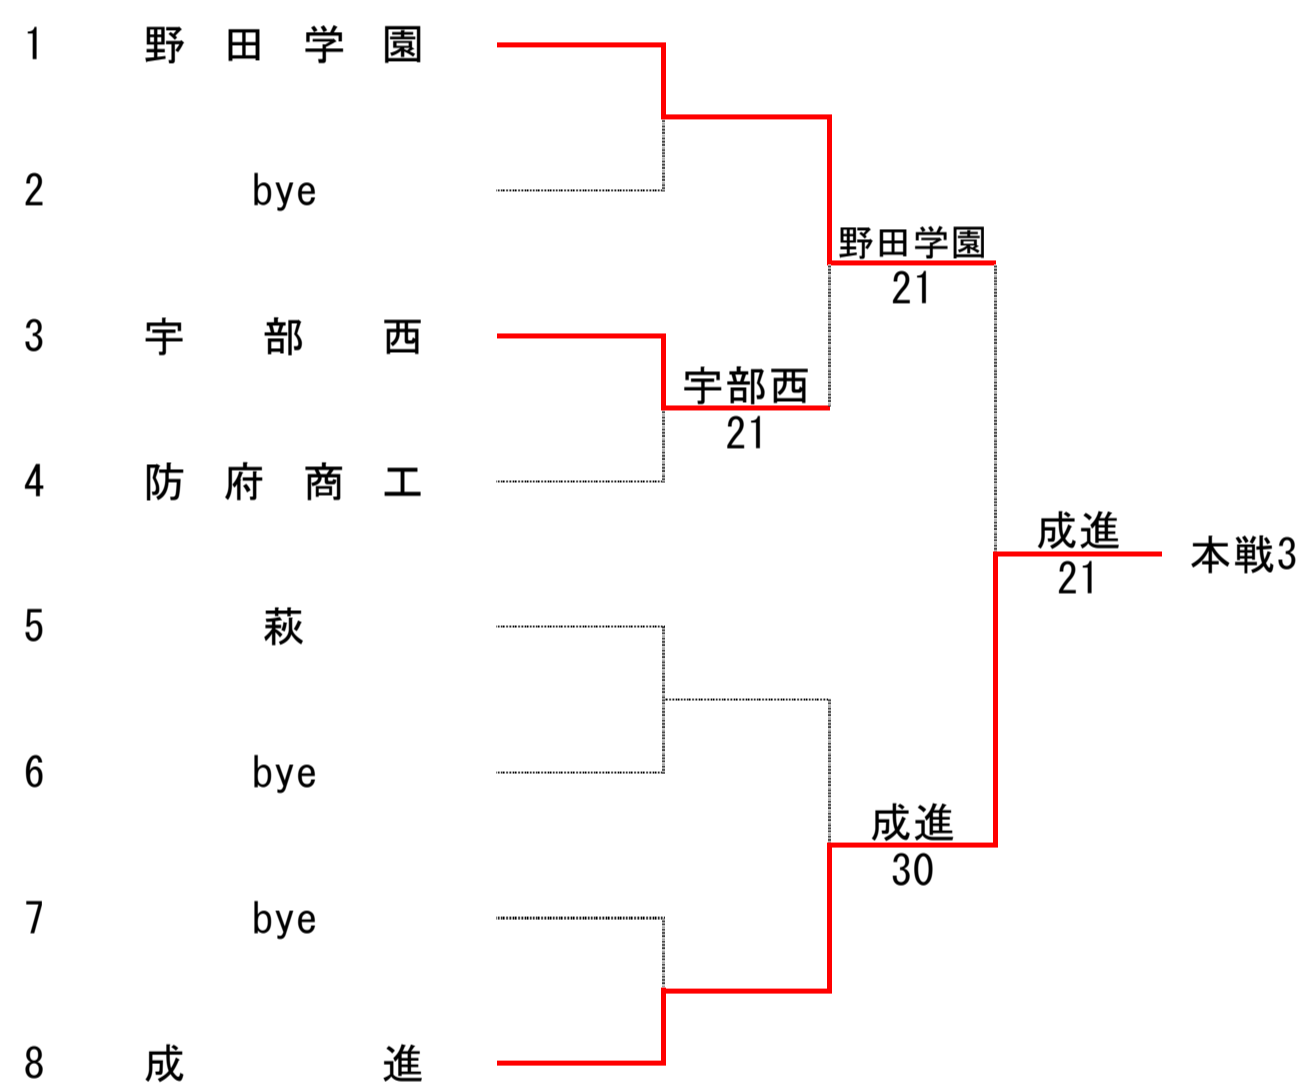 1 野田学園
2 bye
野田学園
21
3 宇部西
宇部西
21
4 防府商工
成進
21
本戦3
5 萩
6 bye
成進
30
7 bye
8 成進